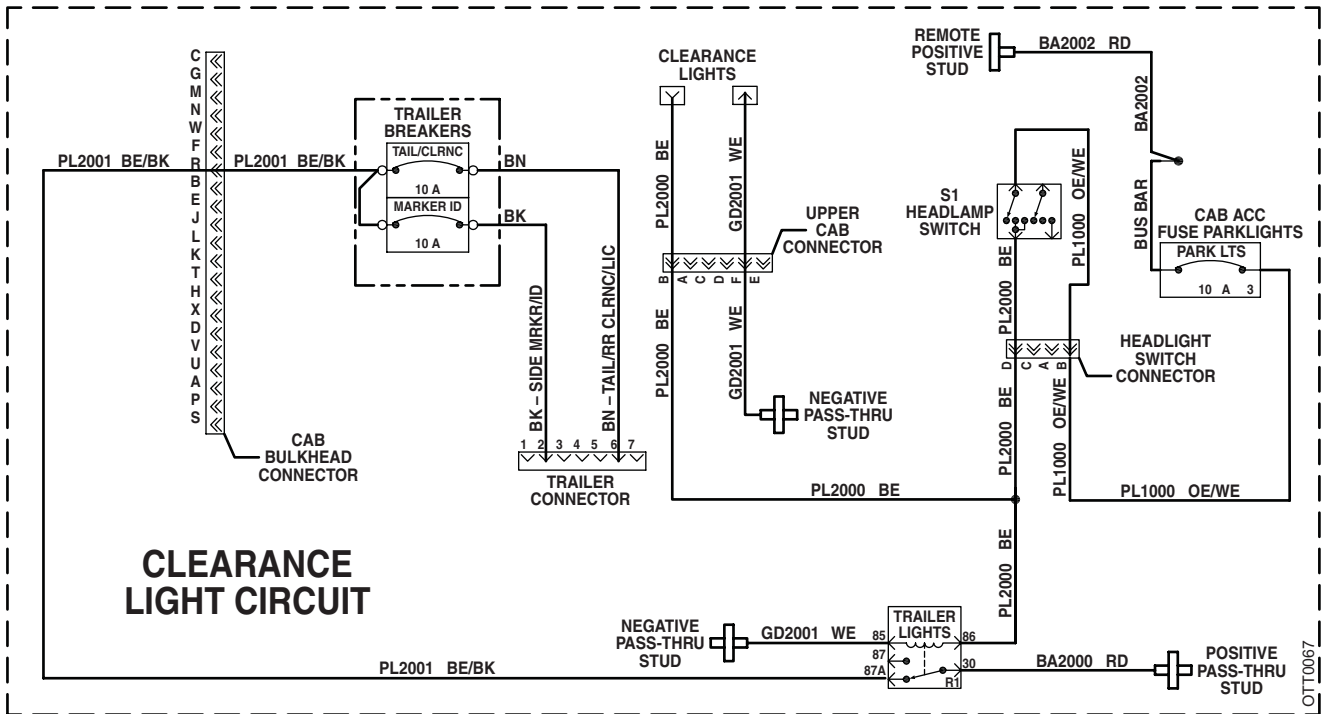 REMOTE
POSITIVE
STUD
BA2002 RD
BA2002
BUS BAR
CAB ACC
FUSE PARKLIGHTS
PARK LTS
10 A 3
CLEARANCE
LIGHTS
PL2000 BE
GD2001 WE
UPPER
CAB
CONNECTOR
B
A
C
D
F
E
PL2000 BE
GD2001 WE
NEGATIVE
PASS-THRU
STUD
S1
HEADLAMP
SWITCH
PL1000 OE/WE
PL2000 BE
HEADLIGHT
SWITCH
CONNECTOR
D
C
A
B
PL2000 BE
PL1000 OE/WE
PL1000 OE/WE
PL2000 BE
PL2000 BE
C
G
M
N
W
F
R
B
E
J
L
K
T
H
X
D
V
U
A
P
S
CAB
BULKHEAD
CONNECTOR
PL2001 BE/BK
PL2001 BE/BK
TRAILER
BREAKERS
TAIL/CLRNC
10 A
MARKER ID
10 A
BN
BK
BK – SIDE MRKR/ID
BN – TAIL/RR CLRNC/LIC
1 2 3 4 5 6 7
TRAILER
CONNECTOR
CLEARANCE
LIGHT CIRCUIT
NEGATIVE
PASS-THRU
STUD
GD2001 WE
TRAILER
LIGHTS
85
86
87
87A
30
R1
PL2001 BE/BK
BA2000 RD
POSITIVE
PASS-THRU
STUD
OTT0067